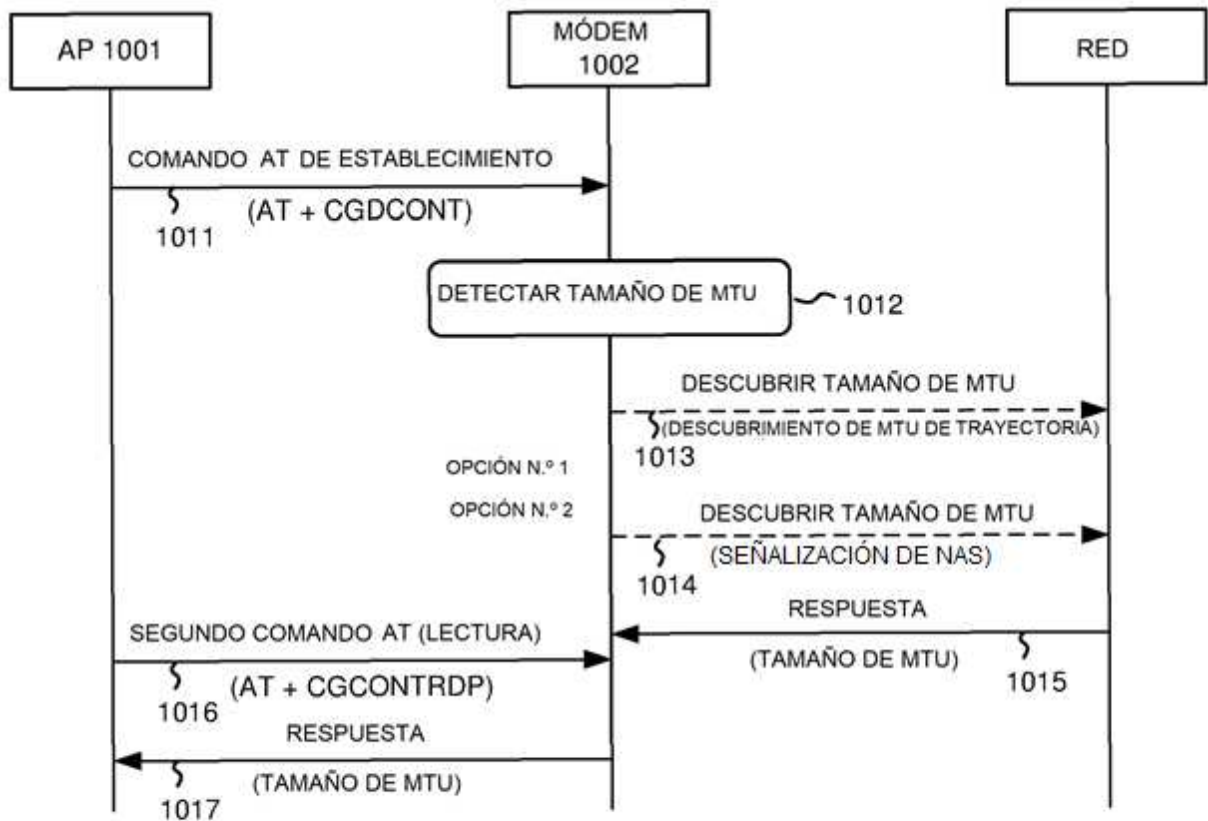 AP 1001
MÓDEM
1002
RED
COMANDO AT DE ESTABLECIMIENTO
(AT + CGDCONT)
1011
DETECTAR TAMAÑO DE MTU
1012
DESCUBRIR TAMAÑO DE MTU
(DESCUBRIMIENTO DE MTU DE TRAYECTORIA)
1013
OPCIÓN N.º 1
OPCIÓN N.º 2
DESCUBRIR TAMAÑO DE MTU
(SEÑALIZACIÓN DE NAS)
1014
RESPUESTA
(TAMAÑO DE MTU)
1015
SEGUNDO COMANDO AT (LECTURA)
(AT + CGCONTRDP)
1016
RESPUESTA
(TAMAÑO DE MTU)
1017